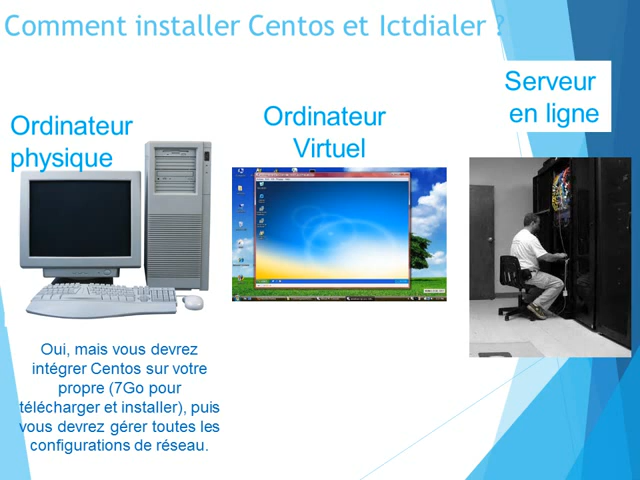 Comment installer Centos et Ictdialer ?
Serveur
en ligne
Ordinateur
Virtuel
Ordinateur
physique
Oui, mais vous devrez
intégrer Centos sur votre
propre (7Go pour
télécharger et installer), puis
vous devrez gérer toutes les
configurations de réseau.